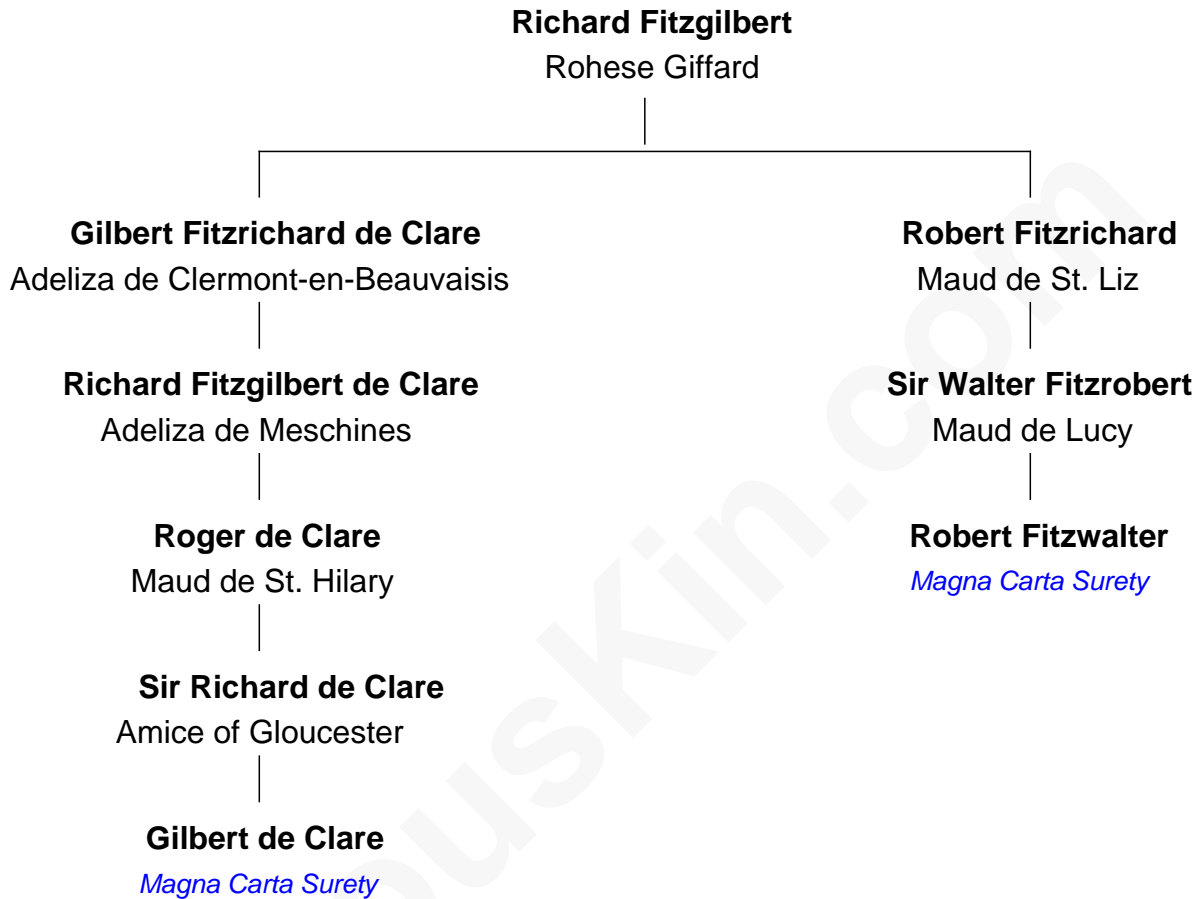 Richard Fitzgilbert
Rohese Giffard
Gilbert Fitzrichard de Clare
Adeliza de Clermont-en-Beauvaisis
Robert Fitzrichard
Maud de St. Liz
Richard Fitzgilbert de Clare
Adeliza de Meschines
Sir Walter Fitzrobert
Maud de Lucy
Roger de Clare
Maud de St. Hilary
Robert Fitzwalter
Magna Carta Surety
Sir Richard de Clare
Amice of Gloucester
Gilbert de Clare
Magna Carta Surety
ousKin.com